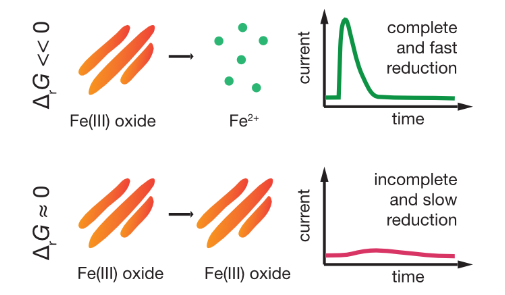 ΔrG << 0
Fe(III) oxide
Fe²⁺
current
complete
and fast
reduction
time
ΔrG ≈ 0
Fe(III) oxide
Fe(III) oxide
current
incomplete
and slow
reduction
time